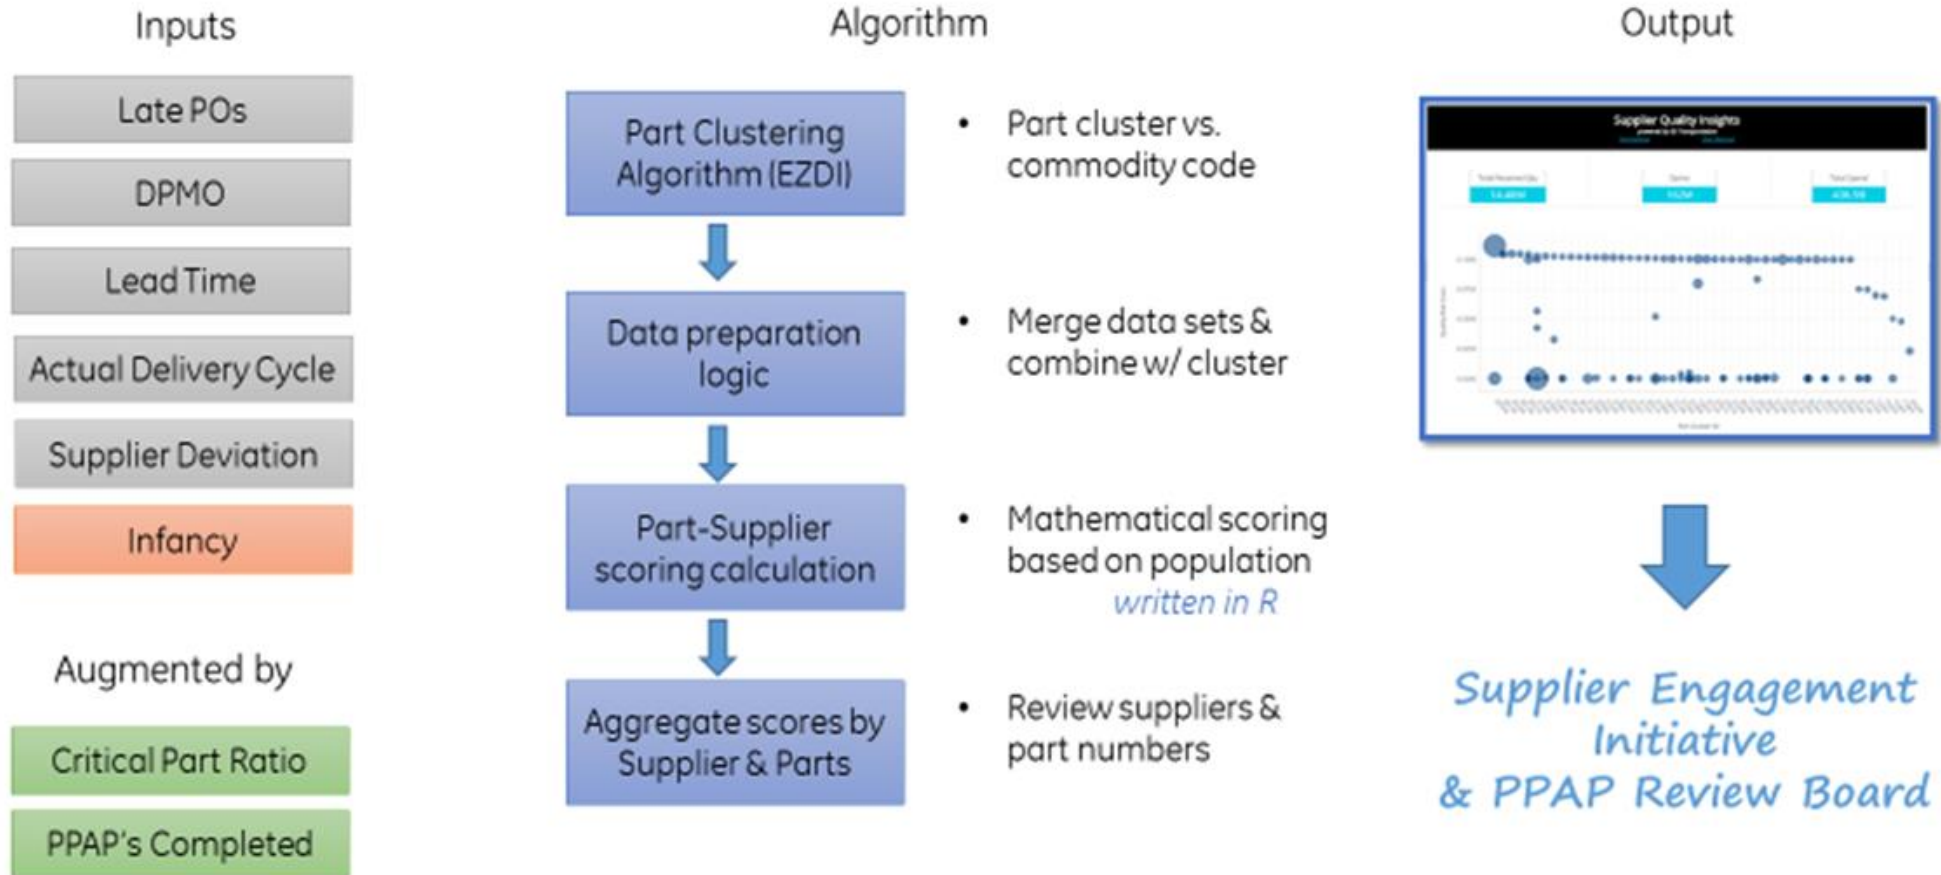 Inputs
Late POs
DPMO
Lead Time
Actual Delivery Cycle
Supplier Deviation
Infancy
Augmented by
Critical Part Ratio
PPAP's Completed
Algorithm
Part Clustering
Algorithm (EZDI)
• Part cluster vs.
commodity code
Data preparation
logic
• Merge data sets &
combine w/ cluster
Part-Supplier
scoring calculation
• Mathematical scoring
based on population
written in R
Aggregate scores by
Supplier & Parts
• Review suppliers &
part numbers
Output
Supplier Quality Insights
Supplier Engagement
Initiative
& PPAP Review Board